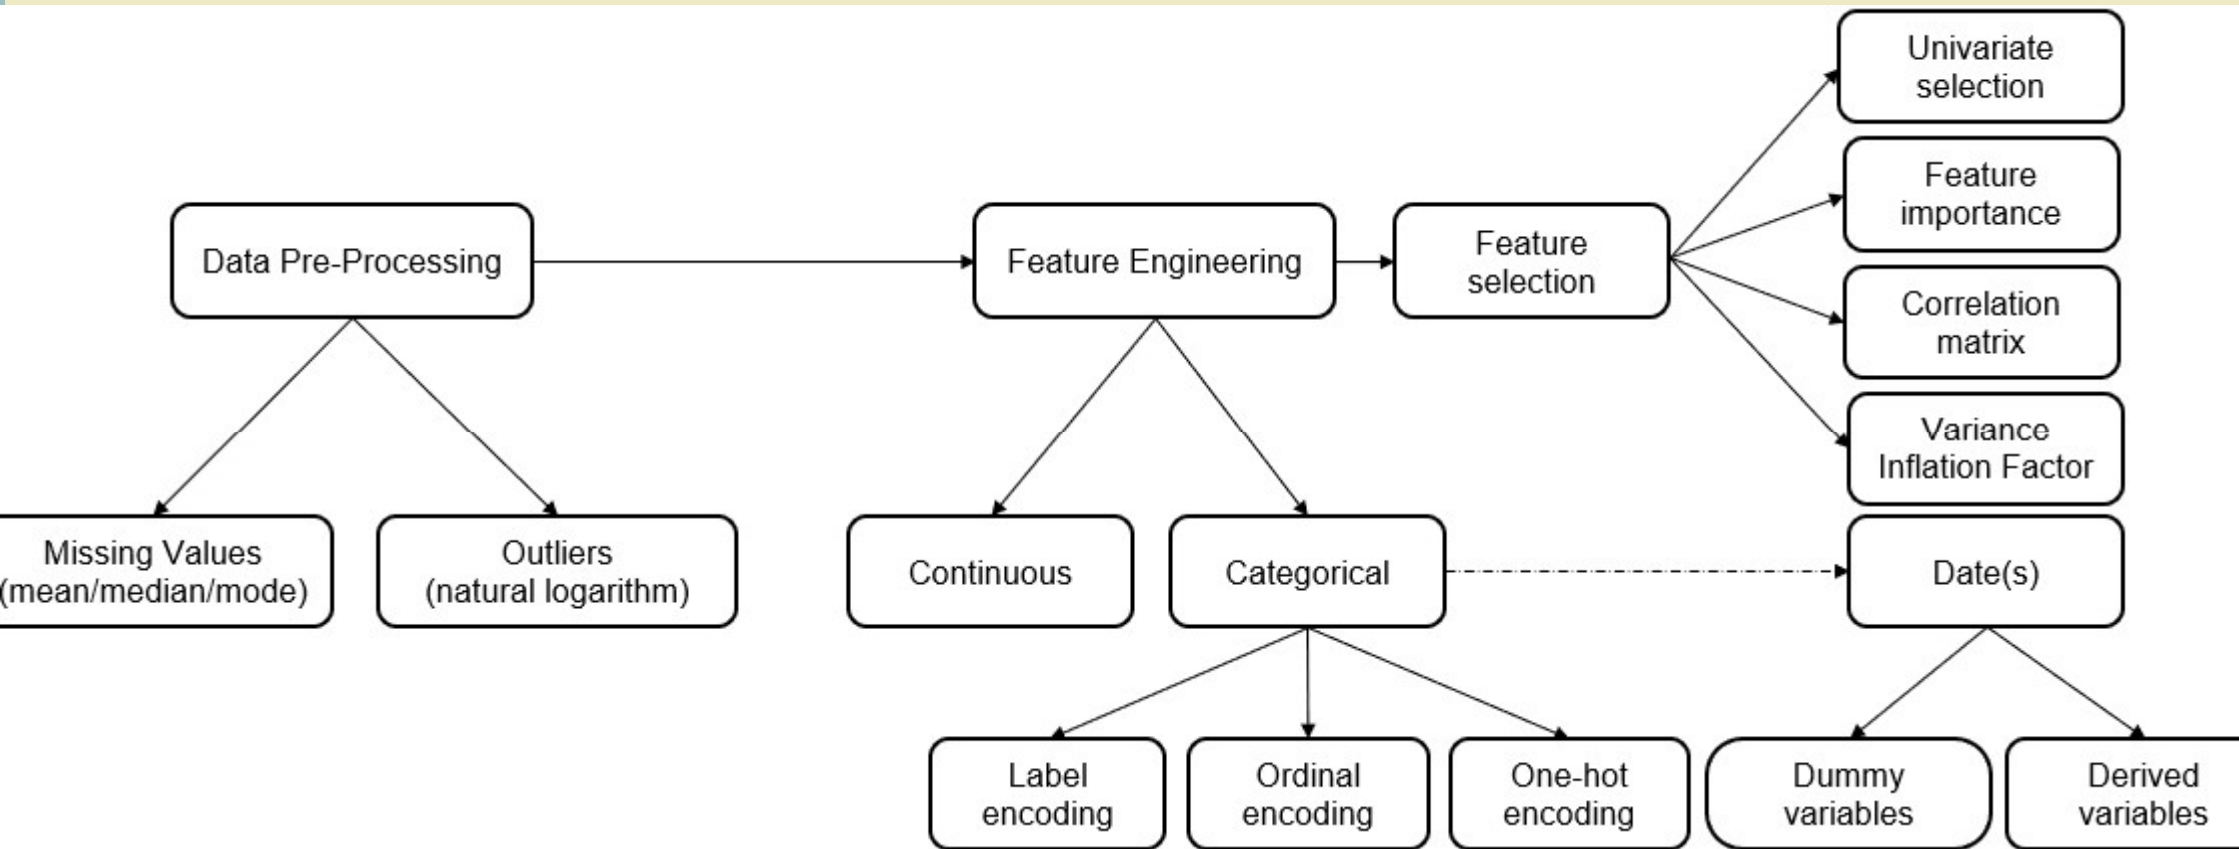 Univariate
selection
Feature
importance
Data Pre-Processing
Feature Engineering
Feature
selection
Correlation
matrix
Variance
Inflation Factor
Missing Values
(mean/median/mode)
Outliers
(natural logarithm)
Continuous
Categorical
Date(s)
Label
encoding
Ordinal
encoding
One-hot
encoding
Dummy
variables
Derived
variables